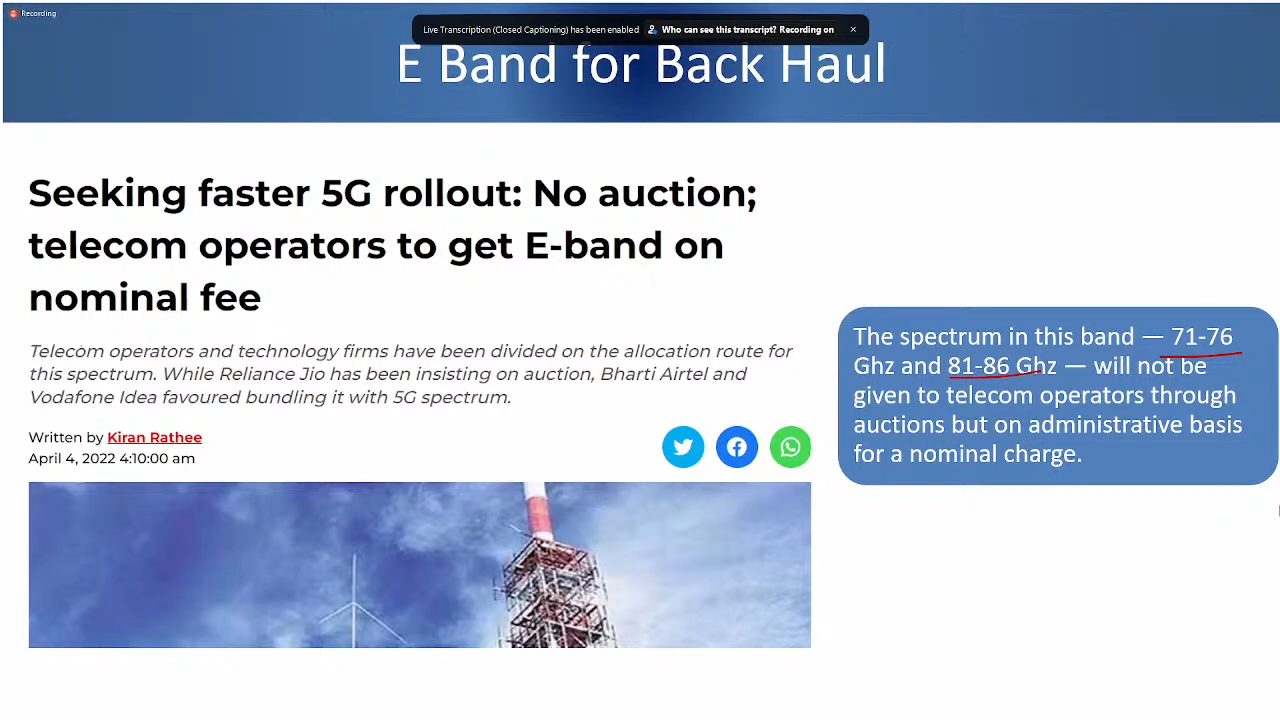 Recording
Live Transcription (Closed Captioning) has been enabled Who can see this transcript? Recording on
E Band for Back Haul
Seeking faster 5G rollout: No auction;
telecom operators to get E-band on
nominal fee
Telecom operators and technology firms have been divided on the allocation route for
this spectrum. While Reliance Jio has been insisting on auction, Bharti Airtel and
Vodafone Idea favoured bundling it with 5G spectrum.
Written by Kiran Rathee
April 4, 2022 4:10:00 am
The spectrum in this band — 71-76
Ghz and 81-86 Ghz — will not be
given to telecom operators through
auctions but on administrative basis
for a nominal charge.